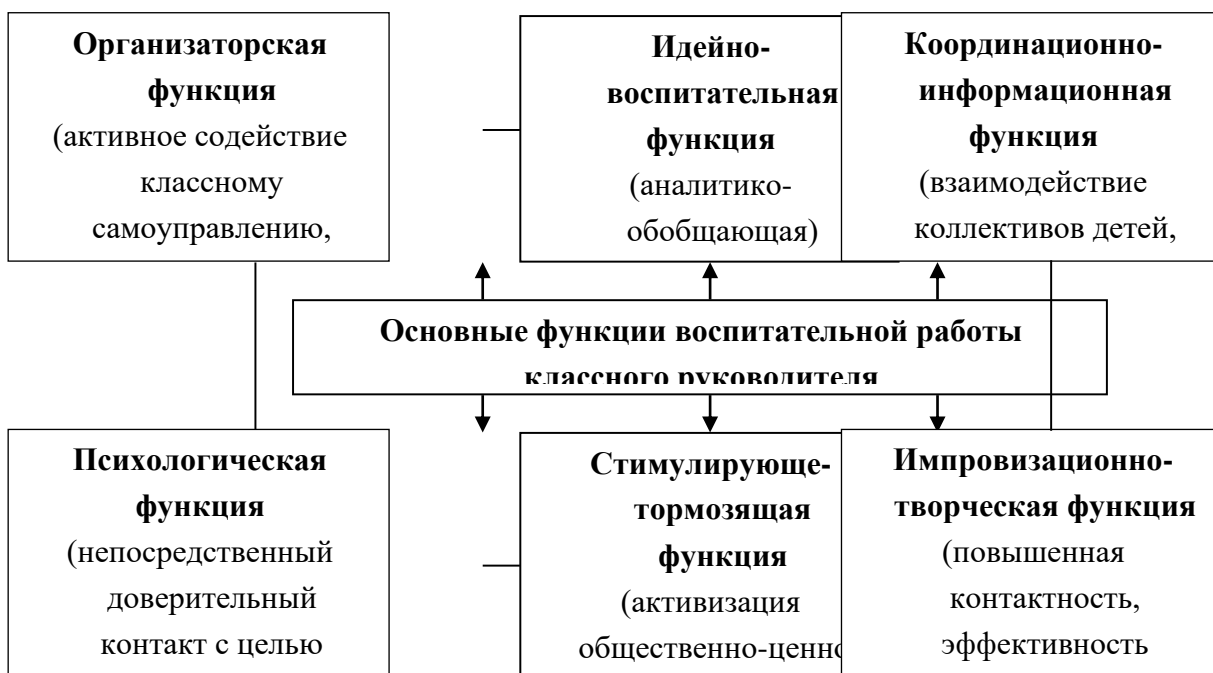 Организаторская
функция
(активное содействие
классному
самоуправлению,
Идейно-
воспитательная
функция
(аналитико-
обобщающая)
Координационно-
информационная
функция
(взаимодействие
коллективов детей,
Основные функции воспитательной работы
классного руководителя
Психологическая
функция
(непосредственный
доверительный
контакт с целью
Стимулирующе-
тормозящая
функция
(активизация
общественно-ценно
Импровизационно-
творческая функция
(повышенная
контактность,
эффективность